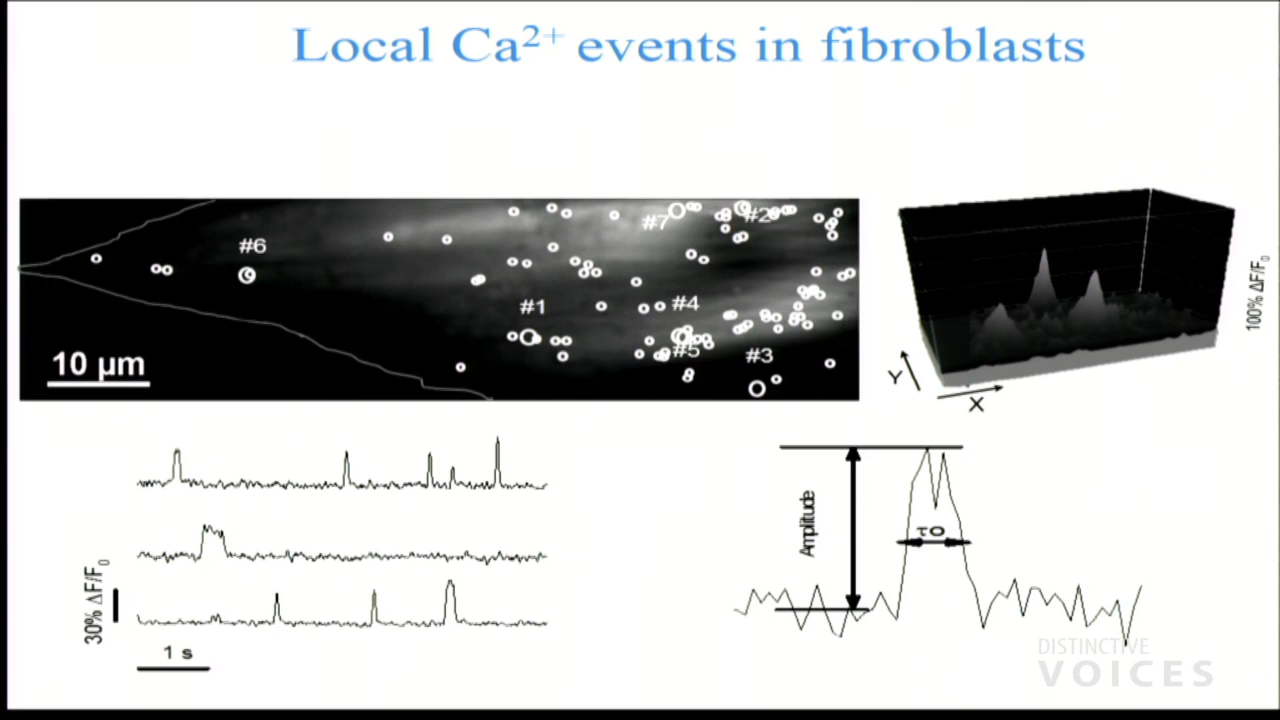 Local Ca²⁺ events in fibroblasts
#7
#2
#6
#1
#4
#5
#3
10 μm
100% ΔF/F₀
Y
X
30% ΔF/F₀
1 s
Amplitude
τO
DISTINCTIVE
VOICES